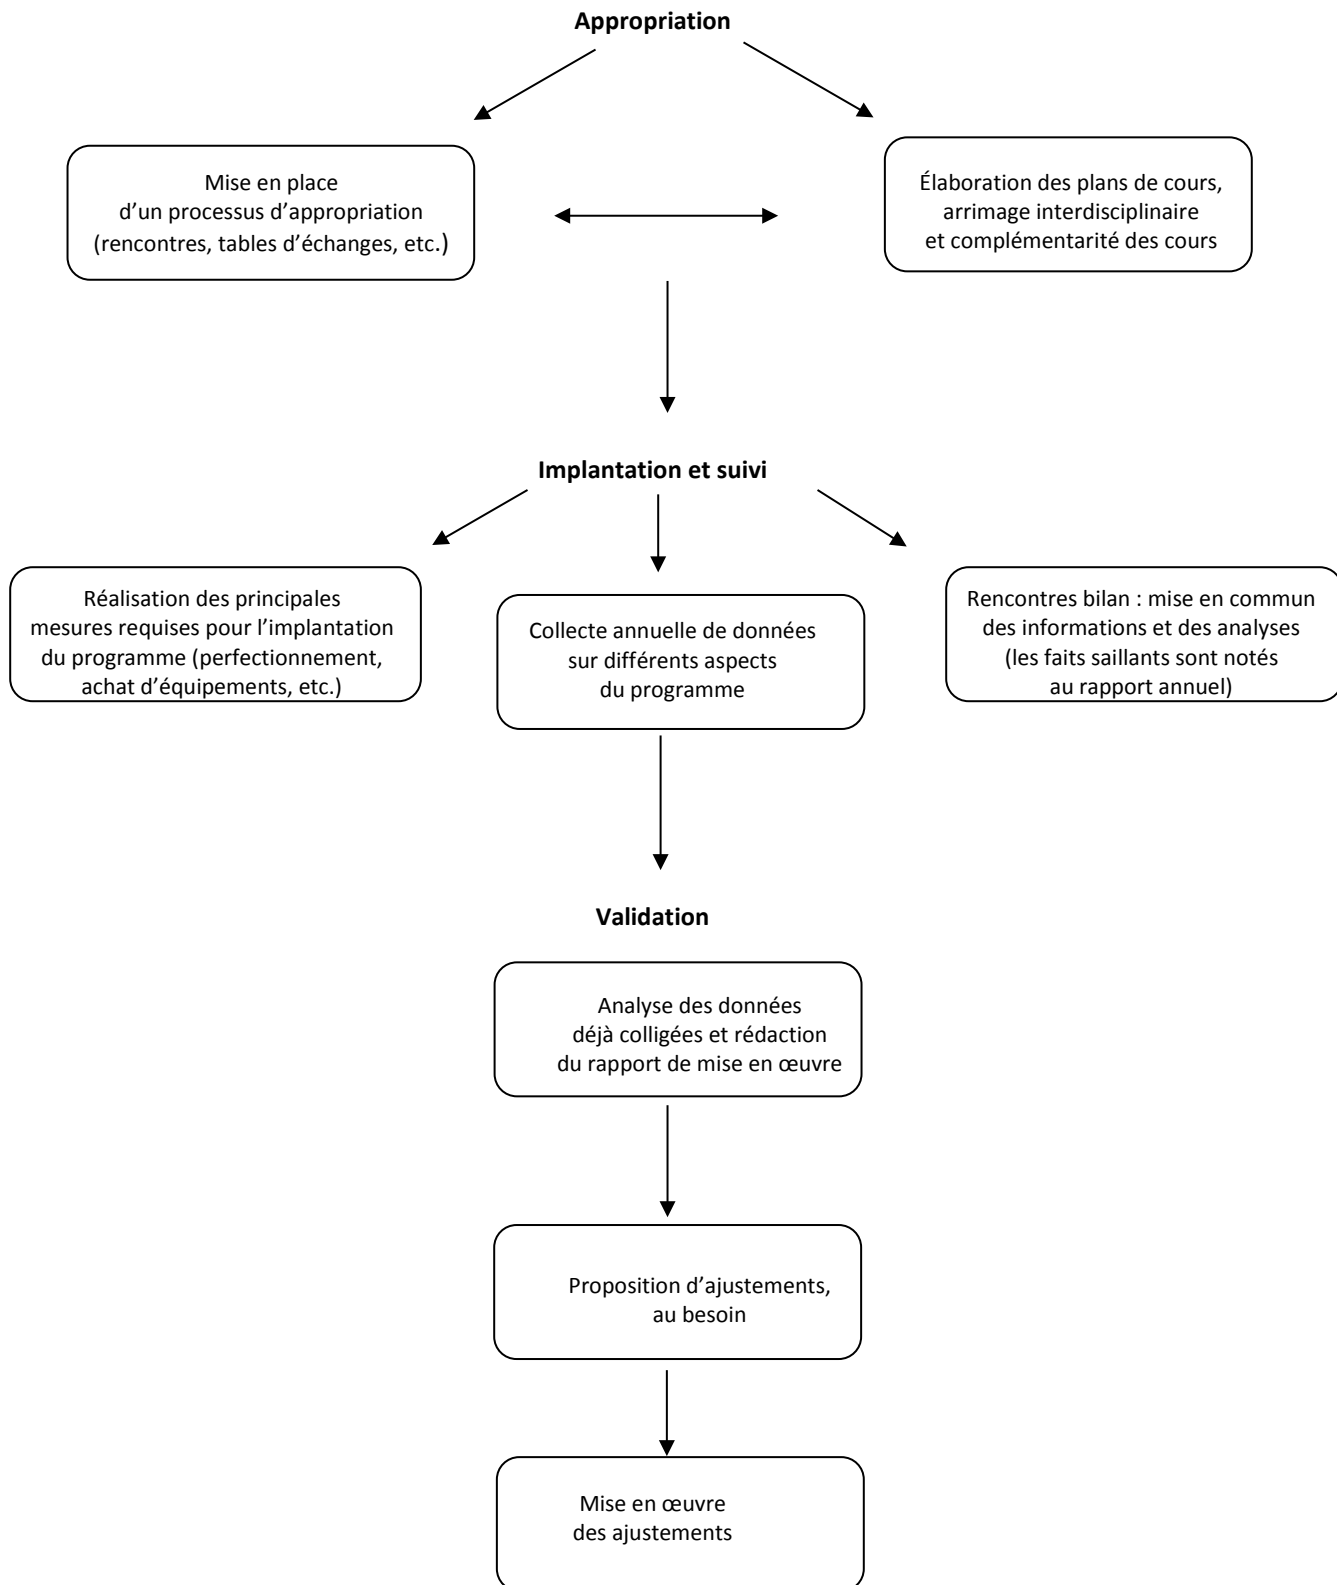 Appropriation
Mise en place
d’un processus d’appropriation
(rencontres, tables d’échanges, etc.)
Élaboration des plans de cours,
arrimage interdisciplinaire
et complémentarité des cours
Implantation et suivi
Réalisation des principales
mesures requises pour l’implantation
du programme (perfectionnement,
achat d’équipements, etc.)
Collecte annuelle de données
sur différents aspects
du programme
Rencontres bilan : mise en commun
des informations et des analyses
(les faits saillants sont notés
au rapport annuel)
Validation
Analyse des données
déjà colligées et rédaction
du rapport de mise en œuvre
Proposition d’ajustements,
au besoin
Mise en œuvre
des ajustements